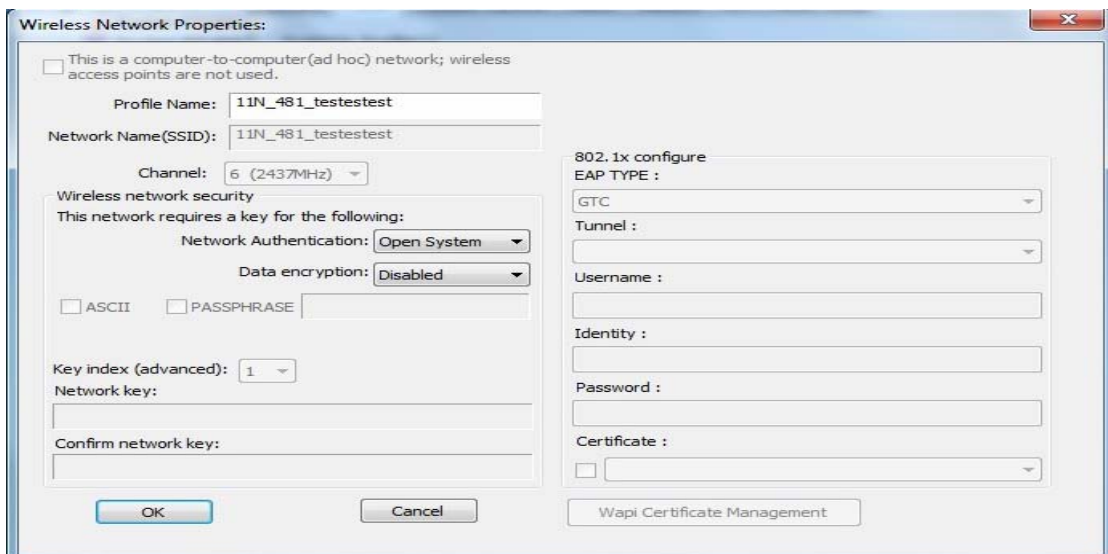 Wireless Network Properties:
This is a computer-to-computer(ad hoc) network; wireless
access points are not used.
Profile Name: 11N_481_testestest
Network Name(SSID): 11N_481_testestest
Channel: 6 (2437MHz)
Wireless network security
This network requires a key for the following:
Network Authentication: Open System
Data encryption: Disabled
ASCII PASSPHRASE
Key index (advanced): 1
Network key:
Confirm network key:
802.1x configure
EAP TYPE :
GTC
Tunnel :
Username :
Identity :
Password :
Certificate :
OK Cancel Wapi Certificate Management